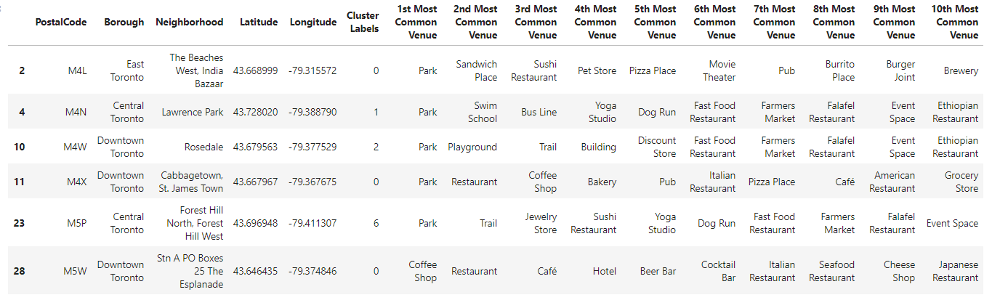 PostalCode Borough Neighborhood Latitude Longitude Cluster Labels 1st Most Common Venue 2nd Most Common Venue 3rd Most Common Venue 4th Most Common Venue 5th Most Common Venue 6th Most Common Venue 7th Most Common Venue 8th Most Common Venue 9th Most Common Venue 10th Most Common Venue
2 M4L East Toronto The Beaches West, India Bazaar 43.668999 -79.315572 0 Park Sandwich Place Sushi Restaurant Pet Store Pizza Place Movie Theater Pub Burrito Place Burger Joint Brewery
4 M4N Central Toronto Lawrence Park 43.728020 -79.388790 1 Park Swim School Bus Line Yoga Studio Dog Run Fast Food Restaurant Farmers Market Falafel Restaurant Event Space Ethiopian Restaurant
10 M4W Downtown Toronto Rosedale 43.679563 -79.377529 2 Park Playground Trail Building Discount Store Fast Food Restaurant Farmers Market Falafel Restaurant Event Space Ethiopian Restaurant
11 M4X Downtown Toronto Cabbagetown, St. James Town 43.667967 -79.367675 0 Park Restaurant Coffee Shop Bakery Pub Italian Restaurant Pizza Place Café American Restaurant Grocery Store
23 M5P Central Toronto Forest Hill North, Forest Hill West 43.696948 -79.411307 6 Park Trail Jewelry Store Sushi Restaurant Yoga Studio Dog Run Fast Food Restaurant Farmers Market Falafel Restaurant Event Space
28 M5W Downtown Toronto Stn A PO Boxes 25 The Esplanade 43.646435 -79.374846 0 Coffee Shop Restaurant Café Hotel Beer Bar Cocktail Bar Italian Restaurant Seafood Restaurant Cheese Shop Japanese Restaurant